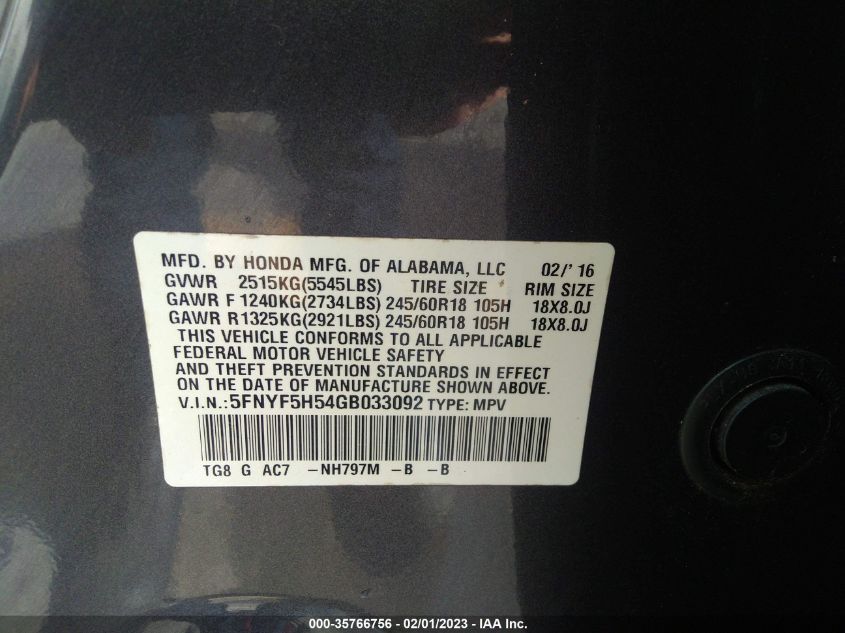 MFD. BY HONDA MFG. OF ALABAMA, LLC 02/' 16
GVWR 2515KG(5545LBS) TIRE SIZE RIM SIZE
GAWR F 1240KG(2734LBS) 245/60R18 105H 18X8.0J
GAWR R 1325KG(2921LBS) 245/60R18 105H 18X8.0J
THIS VEHICLE CONFORMS TO ALL APPLICABLE
FEDERAL MOTOR VEHICLE SAFETY
AND THEFT PREVENTION STANDARDS IN EFFECT
ON THE DATE OF MANUFACTURE SHOWN ABOVE.
V.I.N.:5FNYF5H54GB033092 TYPE: MPV
TG8 G AC7 -NH797M -B -B
000-35766756 - 02/01/2023 - IAA Inc.